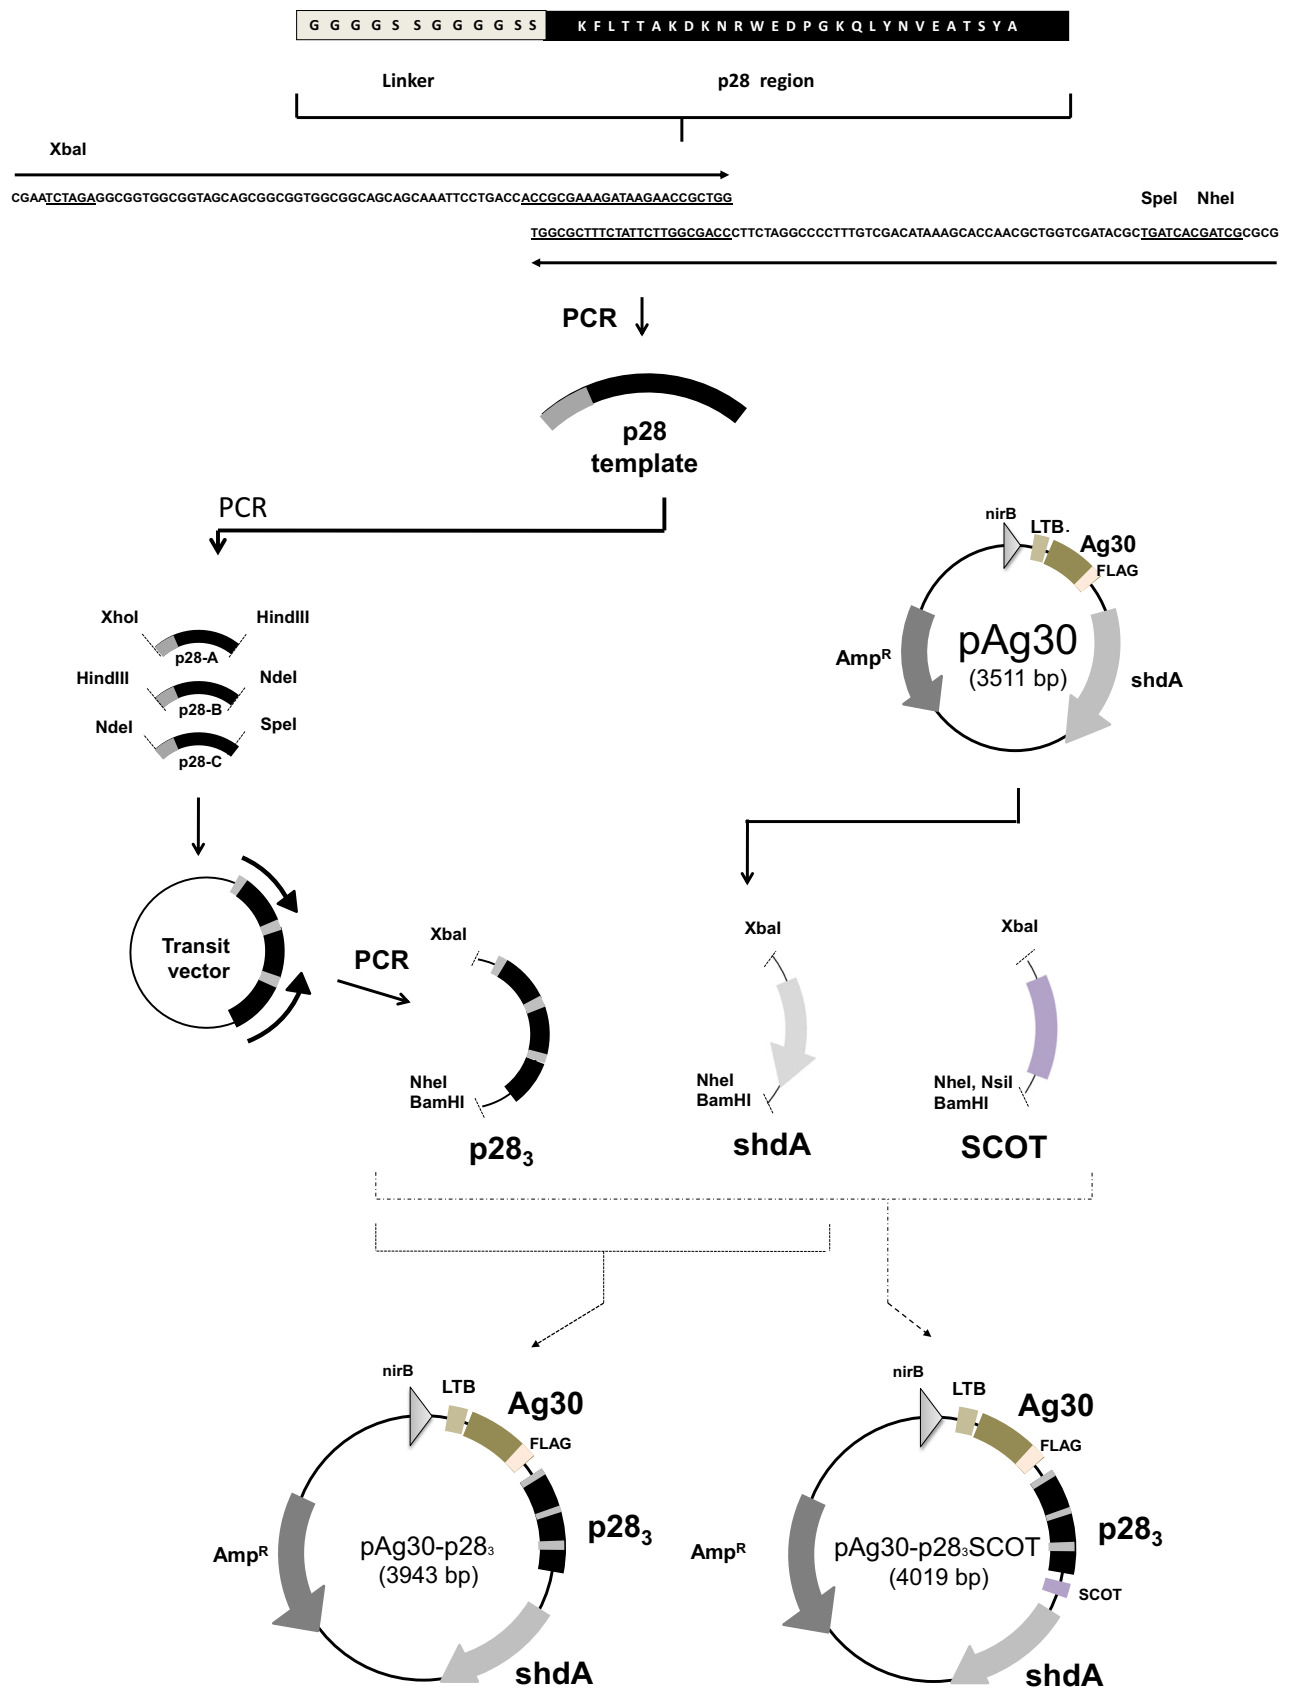 G G G G S S G G G G S S K F L T T A K D K N R W E D P G K Q L Y N V E A T S Y A
Linker p28 region
XbaI
CGAATCTAGAGGCGGTGGCGGTAGCAGCGGCGGTGGCGGCAGCAGCAAATTCCTGACCACCGCGAAAGATAAGAACCGCTGG
SpeI NheI
TGGCGCTTTCTATTCTTGGCGACCCTTCTAGGCCCCTTTGTCGACATAAAGCACCAACGCTGGTCGATACGCTGATCACGATCGCGCG
PCR
p28
template
PCR
nirB
LTB.
Ag30
FLAG
pAg30
(3511 bp)
AmpR
shdA
XhoI HindIII
p28-A
HindIII NdeI
p28-B
NdeI SpeI
p28-C
Transit
vector
PCR
XbaI
NheI
BamHI
p283
XbaI
NheI
BamHI
shdA
XbaI
NheI, NsiI
BamHI
SCOT
nirB
LTB
Ag30
FLAG
p283
AmpR
pAg30-p283
(3943 bp)
shdA
nirB
LTB
Ag30
FLAG
p283
AmpR
pAg30-p283SCOT
(4019 bp)
SCOT
shdA